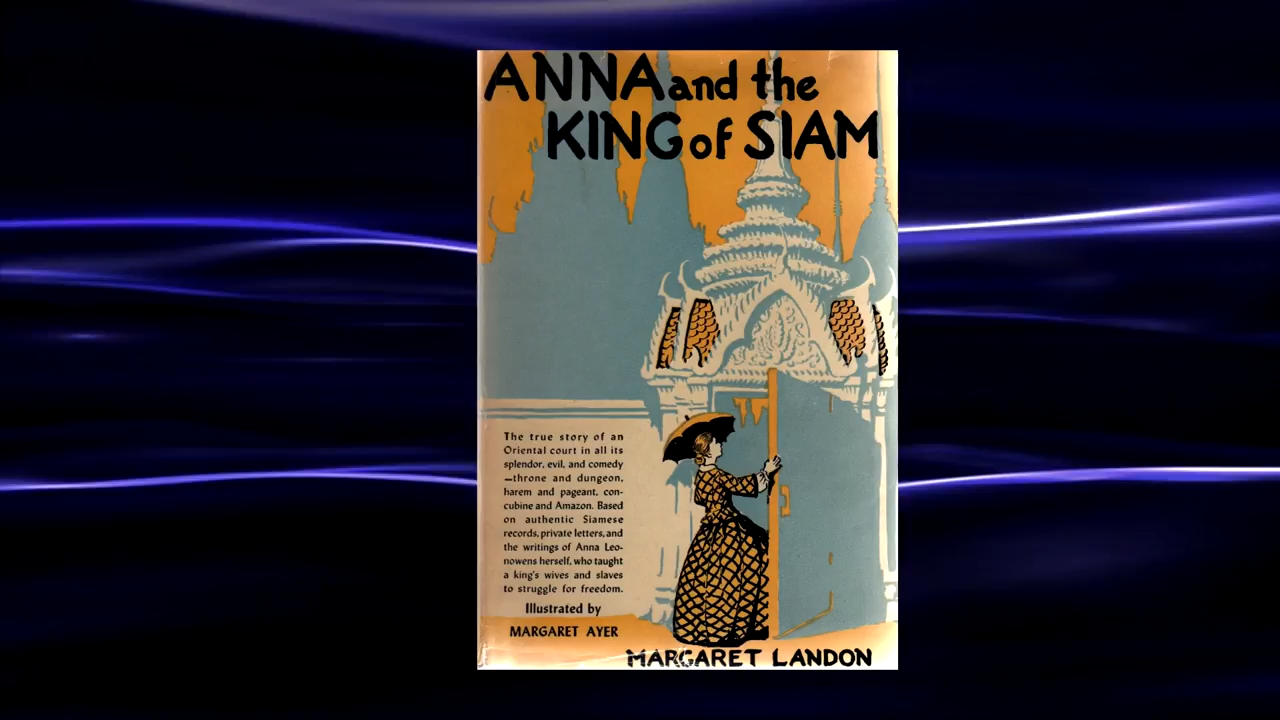 ANNA and the
KING of SIAM
The true story of an
Oriental court in all its
splendor, evil, and comedy
—throne and dungeon,
harem and pageant, con-
cubine and Amazon. Based
on authentic Siamese
records, private letters, and
the writings of Anna Leo-
nowens herself, who taught
a king's wives and slaves
to struggle for freedom.
Illustrated by
MARGARET AYER
MARGARET LANDON